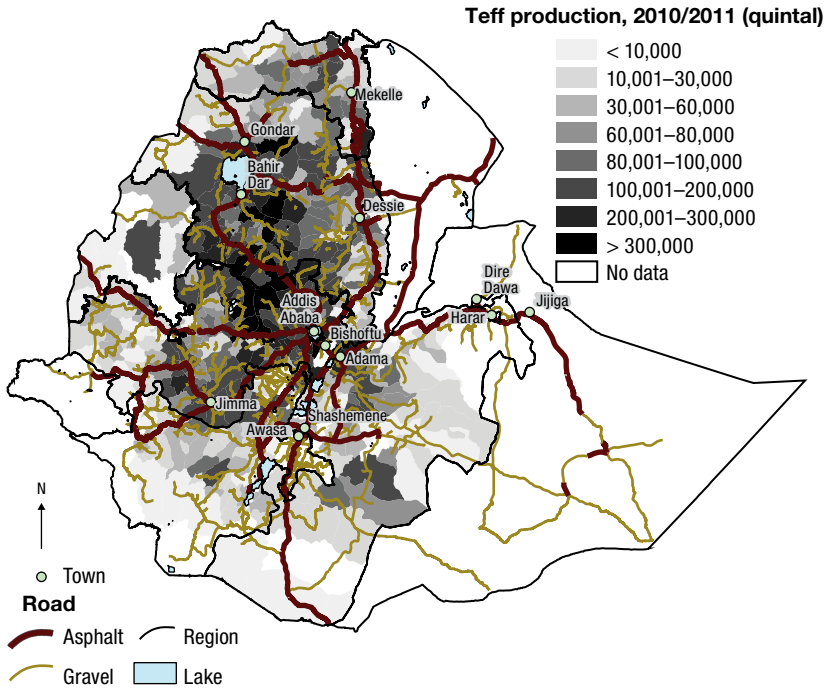 Teff production, 2010/2011 (quintal)
< 10,000
10,001–30,000
30,001–60,000
60,001–80,000
80,001–100,000
100,001–200,000
200,001–300,000
> 300,000
No data
Mekelle
Gondar
Bahir
Dar
Dessie
Dire
Dawa
Jijiga
Harar
Addis
Ababa
Bishoftu
Adama
Jimma
Shashemene
Awasa
N
Town
Road
Asphalt
Region
Gravel
Lake